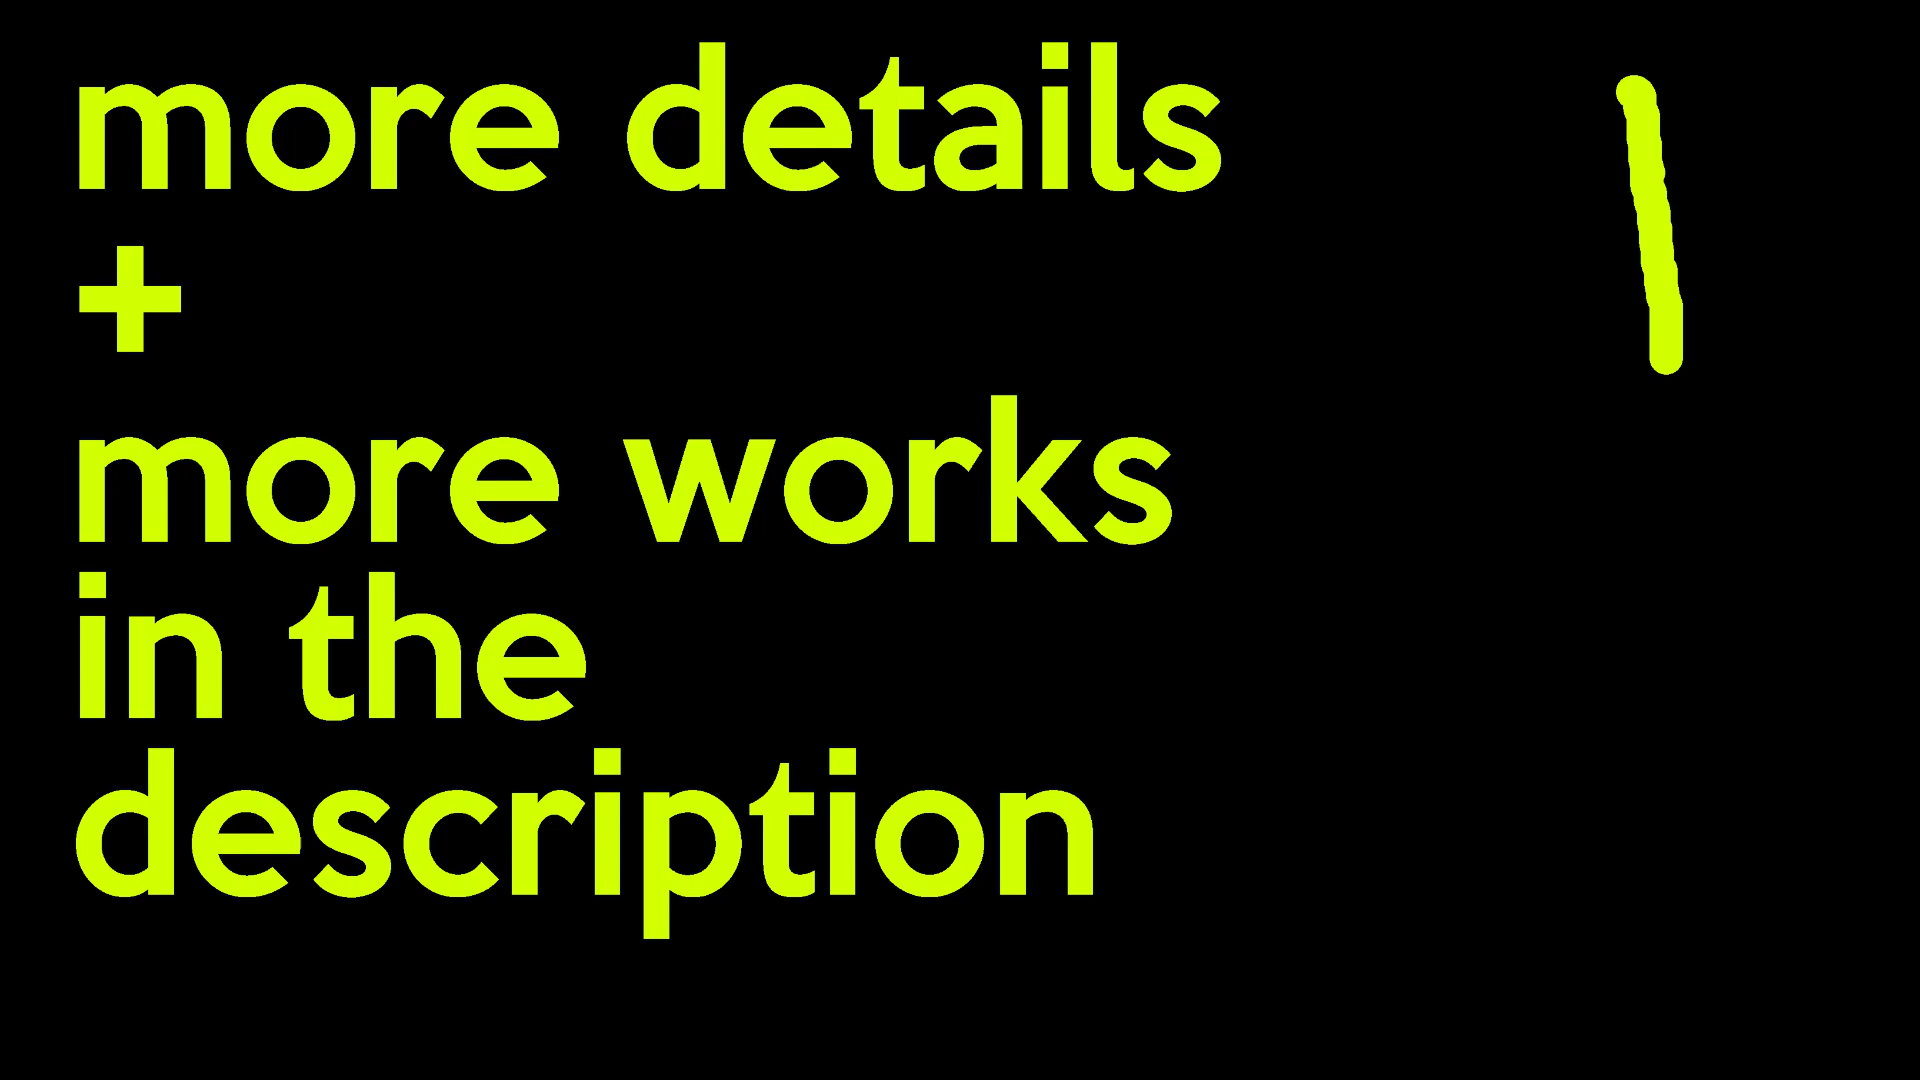 more details
+
more works
in the
description